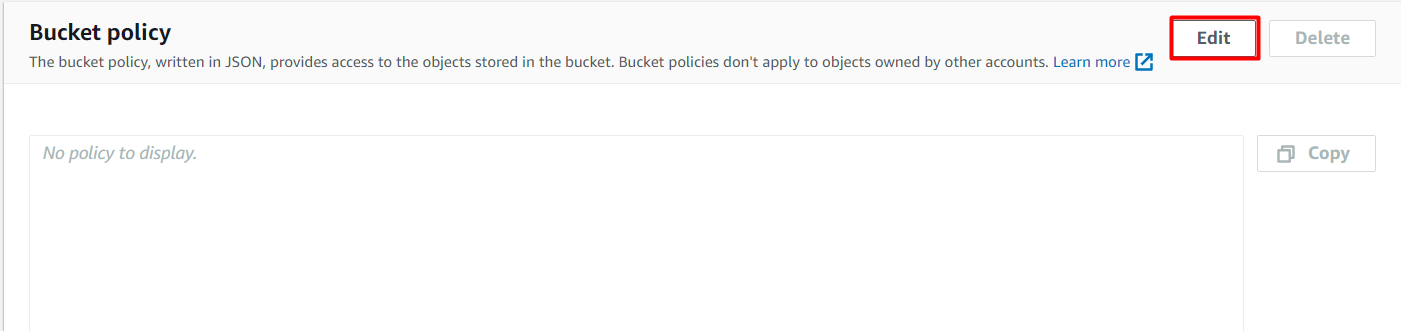 Bucket policy
Edit
Delete
The bucket policy, written in JSON, provides access to the objects stored in the bucket. Bucket policies don't apply to objects owned by other accounts. Learn more
No policy to display.
Copy